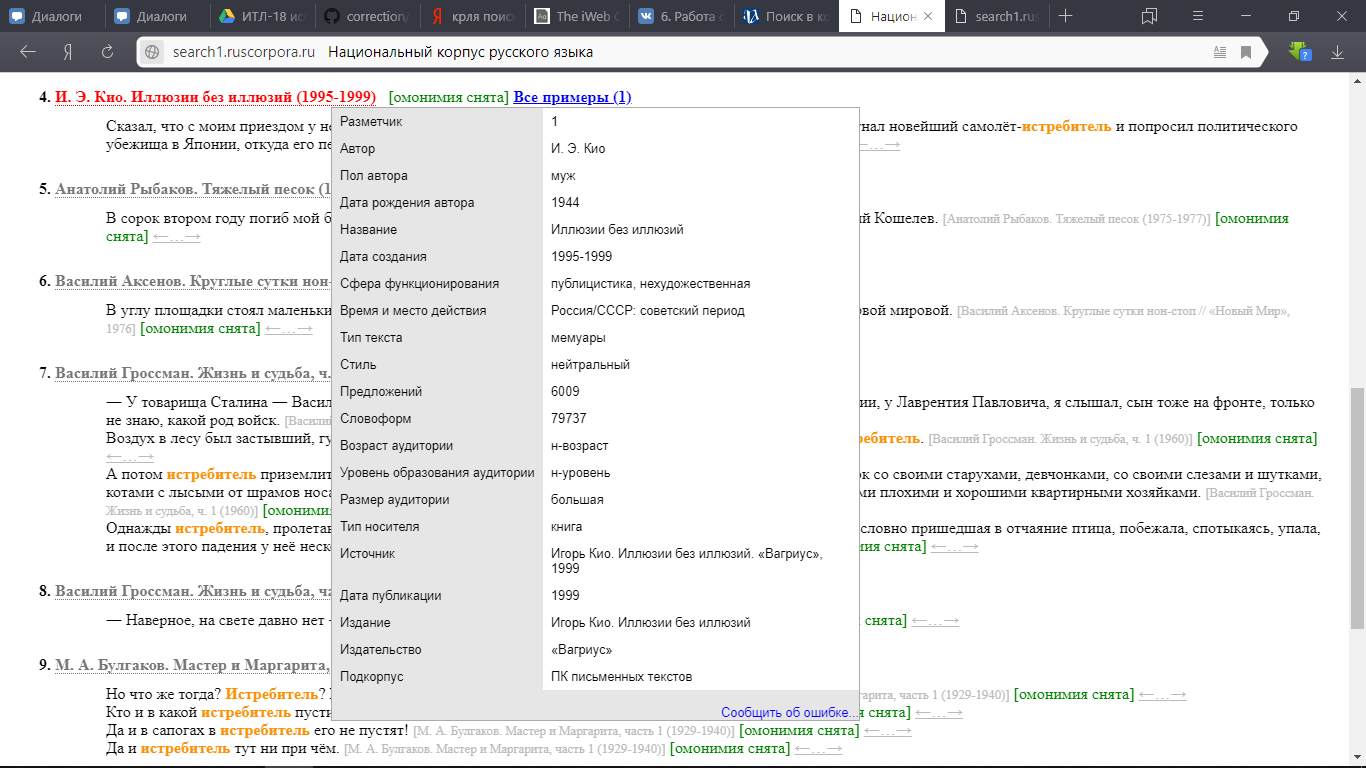 Диалоги
Диалоги
ИТЛ-18 ис
correction/
крля поис
The iWeb C
6. Работа с
Поиск в ко
Национ
search1.rus
search1.ruscorpora.ru Национальный корпус русского языка
4. И. Э. Кио. Иллюзии без иллюзий (1995-1999) [омонимия снята] Все примеры (1)
Сказал, что с моим приездом у не
гнал новейший самолёт-истребитель и попросил политического
убежища в Японии, откуда его пе
←…→
5. Анатолий Рыбаков. Тяжелый песок (1
В сорок втором году погиб мой б
й Кошелев. [Анатолий Рыбаков. Тяжелый песок (1975-1977)] [омонимия
снята] ←…→
6. Василий Аксенов. Круглые сутки нон-
В углу площадки стоял маленьки
овой мировой. [Василий Аксенов. Круглые сутки нон-стоп // «Новый Мир»,
1976] [омонимия снята] ←…→
7. Василий Гроссман. Жизнь и судьба, ч.
— У товарища Сталина — Васил
ии, у Лаврентия Павловича, я слышал, сын тоже на фронте, только
не знаю, какой род войск. [Васили
Воздух в лесу был застывший, гу
ребитель. [Василий Гроссман. Жизнь и судьба, ч. 1 (1960)] [омонимия снята]
←…→
А потом истребитель приземлит
ок со своими старухами, девчонками, со своими слезами и шутками,
котами с лысыми от шрамов носа
ми плохими и хорошими квартирными хозяйками. [Василий Гроссман.
Жизнь и судьба, ч. 1 (1960)] [омоними
Однажды истребитель, пролетав
словно пришедшая в отчаяние птица, побежала, спотыкаясь, упала,
и после этого падения у неё неск
мия снята] ←…→
8. Василий Гроссман. Жизнь и судьба, ча
— Наверное, на свете давно нет
снята] ←…→
9. М. А. Булгаков. Мастер и Маргарита,
Но что же тогда? Истребитель?
гарита, часть 1 (1929-1940)] [омонимия снята] ←…→
Кто и в какой истребитель пусти
снята] ←…→
Да и в сапогах в истребитель его не пустят! [М. А. Булгаков. Мастер и Маргарита, часть 1 (1929-1940)] [омонимия снята] ←…→
Да и истребитель тут ни при чём. [М. А. Булгаков. Мастер и Маргарита, часть 1 (1929-1940)] [омонимия снята] ←…→
Разметчик 1
Автор И. Э. Кио
Пол автора муж
Дата рождения автора 1944
Название Иллюзии без иллюзий
Дата создания 1995-1999
Сфера функционирования публицистика, нехудожественная
Время и место действия Россия/СССР: советский период
Тип текста мемуары
Стиль нейтральный
Предложений 6009
Словоформ 79737
Возраст аудитории н-возраст
Уровень образования аудитории н-уровень
Размер аудитории большая
Тип носителя книга
Источник Игорь Кио. Иллюзии без иллюзий. «Вагриус»,
1999
Дата публикации 1999
Издание Игорь Кио. Иллюзии без иллюзий
Издательство «Вагриус»
Подкорпус ПК письменных текстов
Сообщить об ошибке...